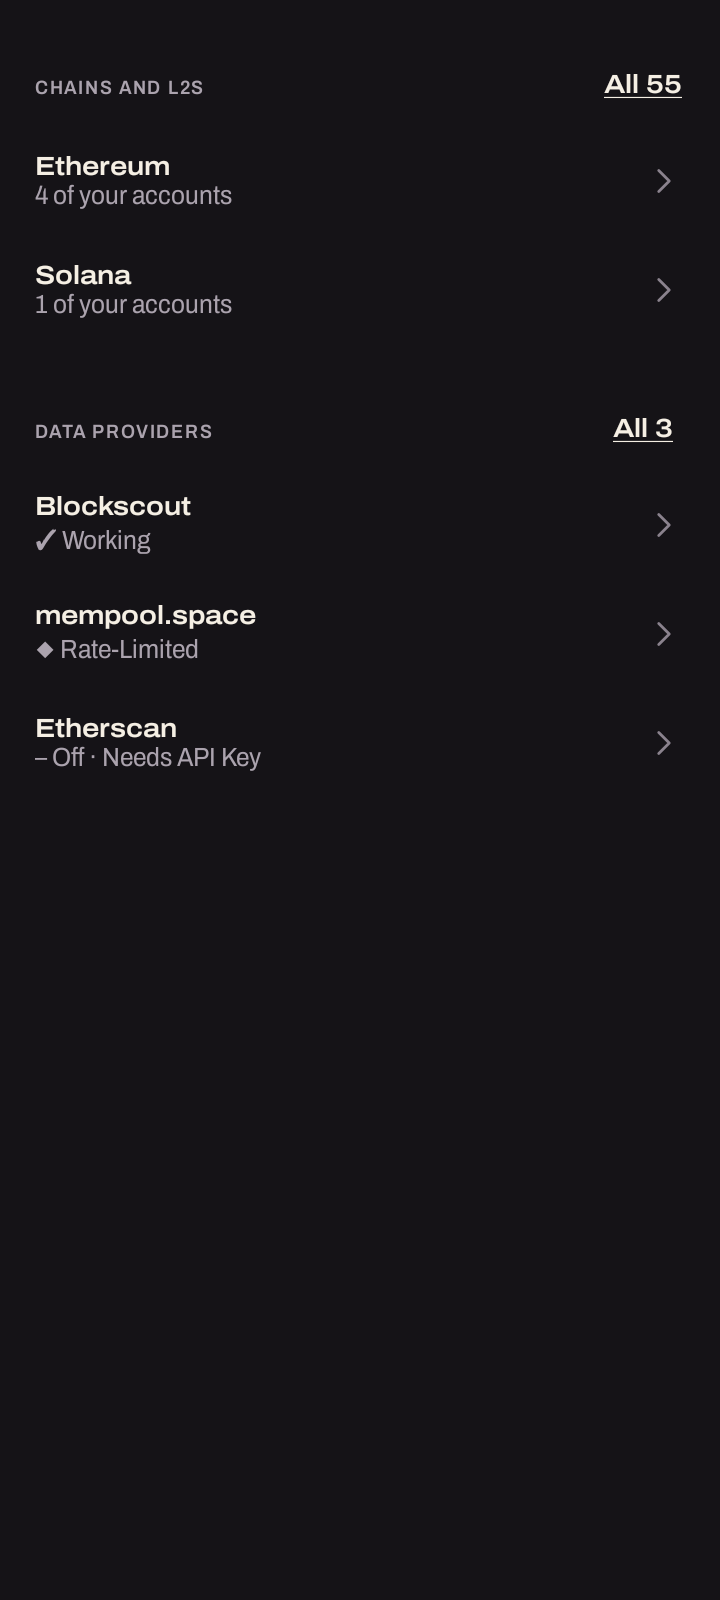 CHAINS AND L2S
All 55
Ethereum
4 of your accounts
Solana
1 of your accounts
DATA PROVIDERS
All 3
Blockscout
✓ Working
mempool.space
◆ Rate-Limited
Etherscan
– Off · Needs API Key